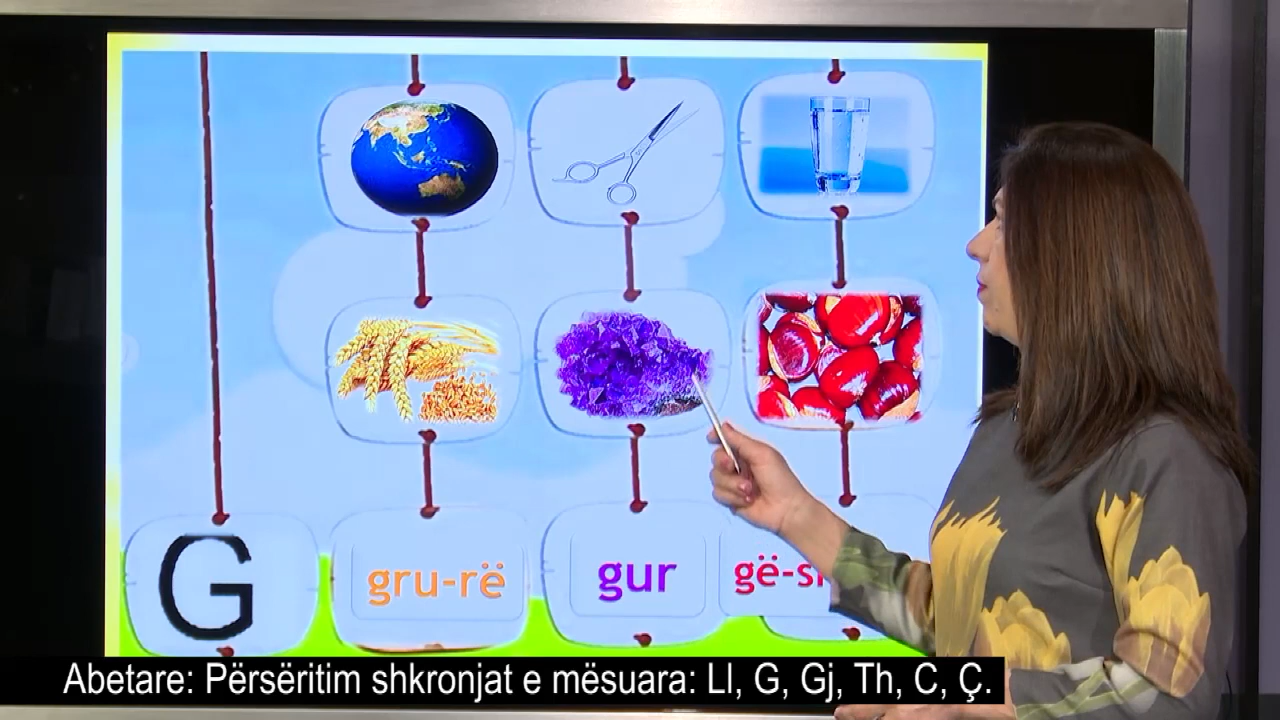 G
gru-rë
gur
Abetare: Përsëritim shkronjat e mësuara: Ll, G, Gj, Th, C, Ç.